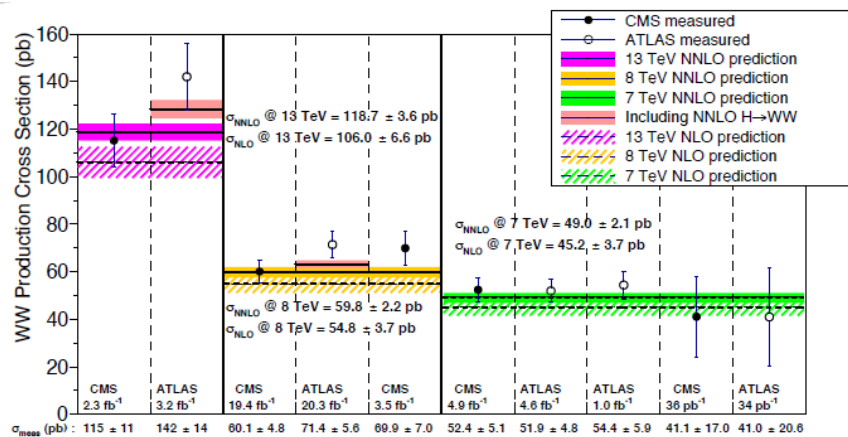 CMS measured
ATLAS measured
13 TeV NNLO prediction
8 TeV NNLO prediction
7 TeV NNLO prediction
Including NNLO H→WW
13 TeV NLO prediction
8 TeV NLO prediction
7 TeV NLO prediction
WW Production Cross Section (pb)
160
140
120
100
80
60
40
20
0
σNNLO @ 13 TeV = 118.7 ± 3.6 pb
σNLO @ 13 TeV = 106.0 ± 6.6 pb
σNNLO @ 7 TeV = 49.0 ± 2.1 pb
σNLO @ 7 TeV = 45.2 ± 3.7 pb
σNNLO @ 8 TeV = 59.8 ± 2.2 pb
σNLO @ 8 TeV = 54.8 ± 3.7 pb
CMS ATLAS CMS ATLAS CMS CMS ATLAS ATLAS CMS ATLAS
2.3 fb-1 3.2 fb-1 19.4 fb-1 20.3 fb-1 3.5 fb-1 4.9 fb-1 4.6 fb-1 1.0 fb-1 36 pb-1 34 pb-1
σmeas (pb) : 115 ± 11 142 ± 14 60.1 ± 4.8 71.4 ± 5.6 69.9 ± 7.0 52.4 ± 5.1 51.9 ± 4.8 54.4 ± 5.9 41.1 ± 17.0 41.0 ± 20.6